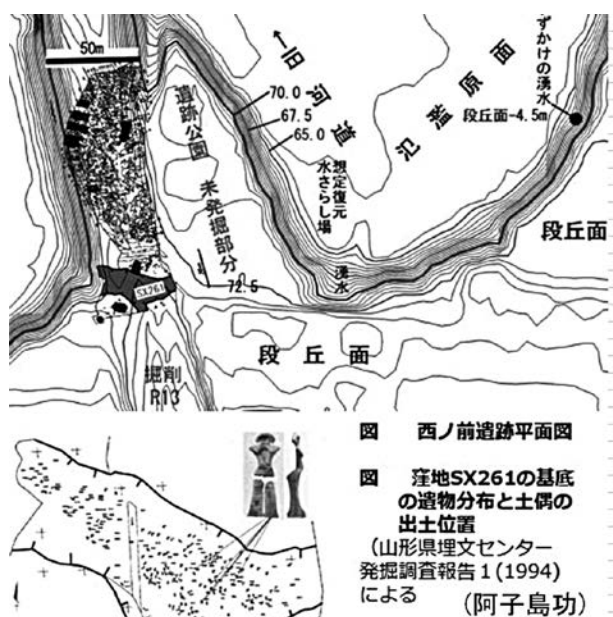 50m
←旧河道
氾濫原面
ずかけの湧水
段丘面-4.5m
70.0
67.5
65.0
遺跡公園
未発掘部分
想定復元
水さらし場
湧水
段丘面
SX261
72.5
段丘面
掘削
R13
図 西ノ前遺跡平面図
図 窪地SX261の基底
の遺物分布と土偶の
出土位置
(山形県埋文センター
発掘調査報告1(1994)
による
(阿子島功)